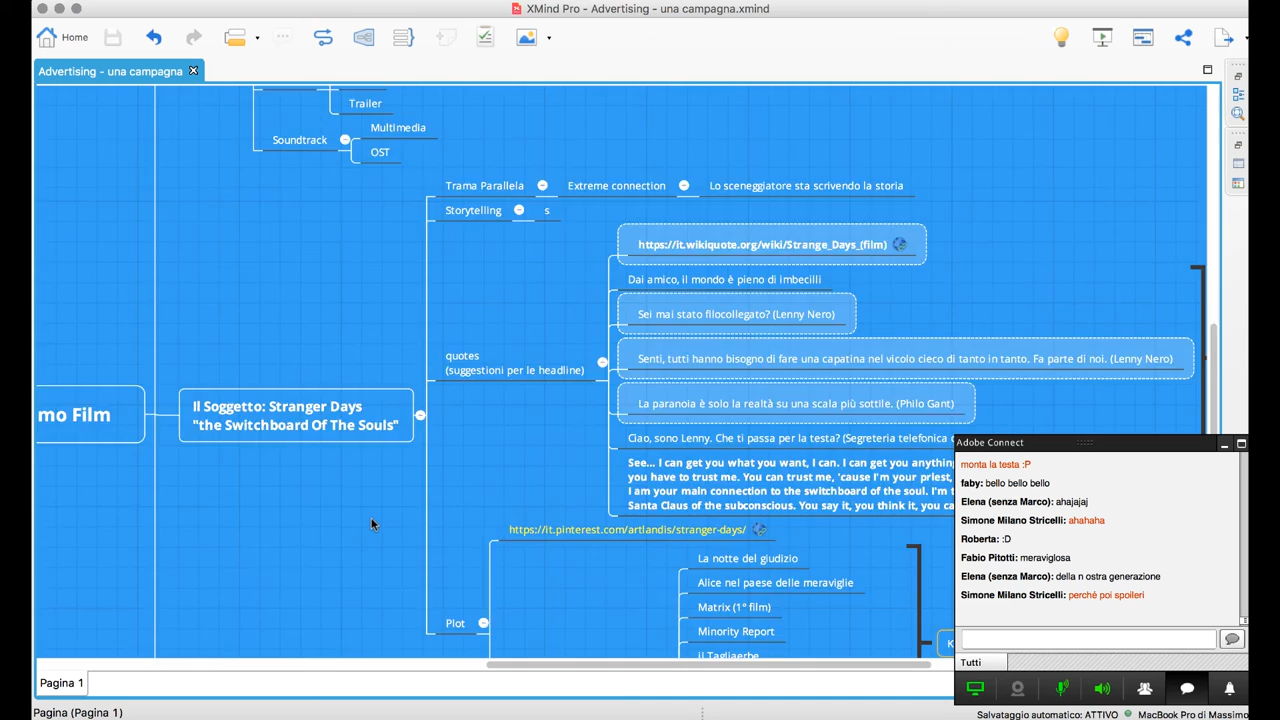 XMind Pro - Advertising - una campagna.xmind
Home
Advertising - una campagna
Trailer
Soundtrack
Multimedia
OST
Trama Parallela
Extreme connection
Lo sceneggiatore sta scrivendo la storia
Storytelling
s
https://it.wikiquote.org/wiki/Strange_Days_(film)
Dai amico, il mondo è pieno di imbecilli
Sei mai stato filocollegato? (Lenny Nero)
quotes
(suggestioni per le headline)
Senti, tutti hanno bisogno di fare una capatina nel vicolo cieco di tanto in tanto. Fa parte di noi. (Lenny Nero)
La paranoia è solo la realtà su una scala più sottile. (Philo Gant)
mo Film
Il Soggetto: Stranger Days
"the Switchboard Of The Souls"
Ciao, sono Lenny. Che ti passa per la testa? (Segreteria telefonica
See... I can get you what you want, I can. I can get you anything
you have to trust me. You can trust me, 'cause I'm your priest,
I am your main connection to the switchboard of the soul. I'm
Santa Claus of the subconscious. You say it, you think it, you ca
https://it.pinterest.com/artlandis/stranger-days/
La notte del giudizio
Alice nel paese delle meraviglie
Matrix (1° film)
Plot
Minority Report
il Tagliaerbe
K
Adobe Connect
monta la testa :P
faby: bello bello bello
Elena (senza Marco): ahajajaj
Simone Milano Stricelli: ahahaha
Roberta: :D
Fabio Pitotti: meraviglosa
Elena (senza Marco): della n ostra generazione
Simone Milano Stricelli: perché poi spoileri
Tutti
Pagina 1
Pagina (Pagina 1)
Salvataggio automatico: ATTIVO
MacBook Pro di Massimo